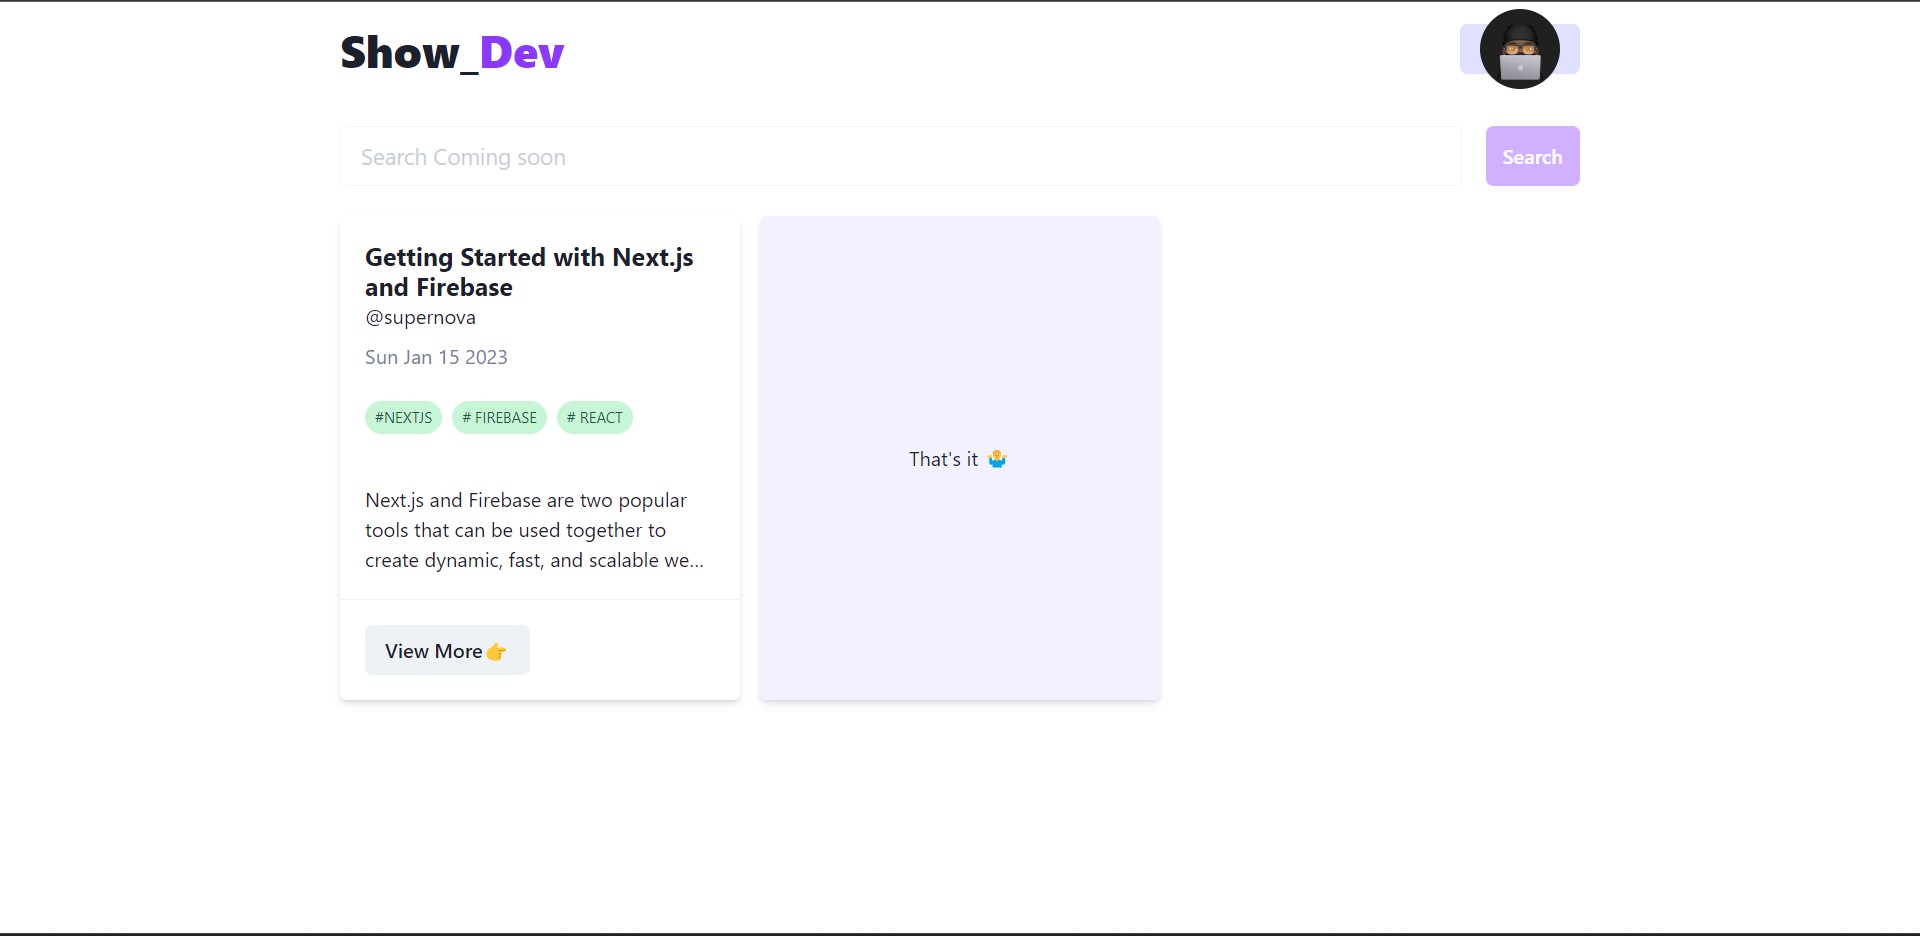 Show_Dev
Search Coming soon
Search
Getting Started with Next.js
and Firebase
@supernova
Sun Jan 15 2023
#NEXTJS # FIREBASE # REACT
Next.js and Firebase are two popular
tools that can be used together to
create dynamic, fast, and scalable we...
View More👉
That's it 🤷